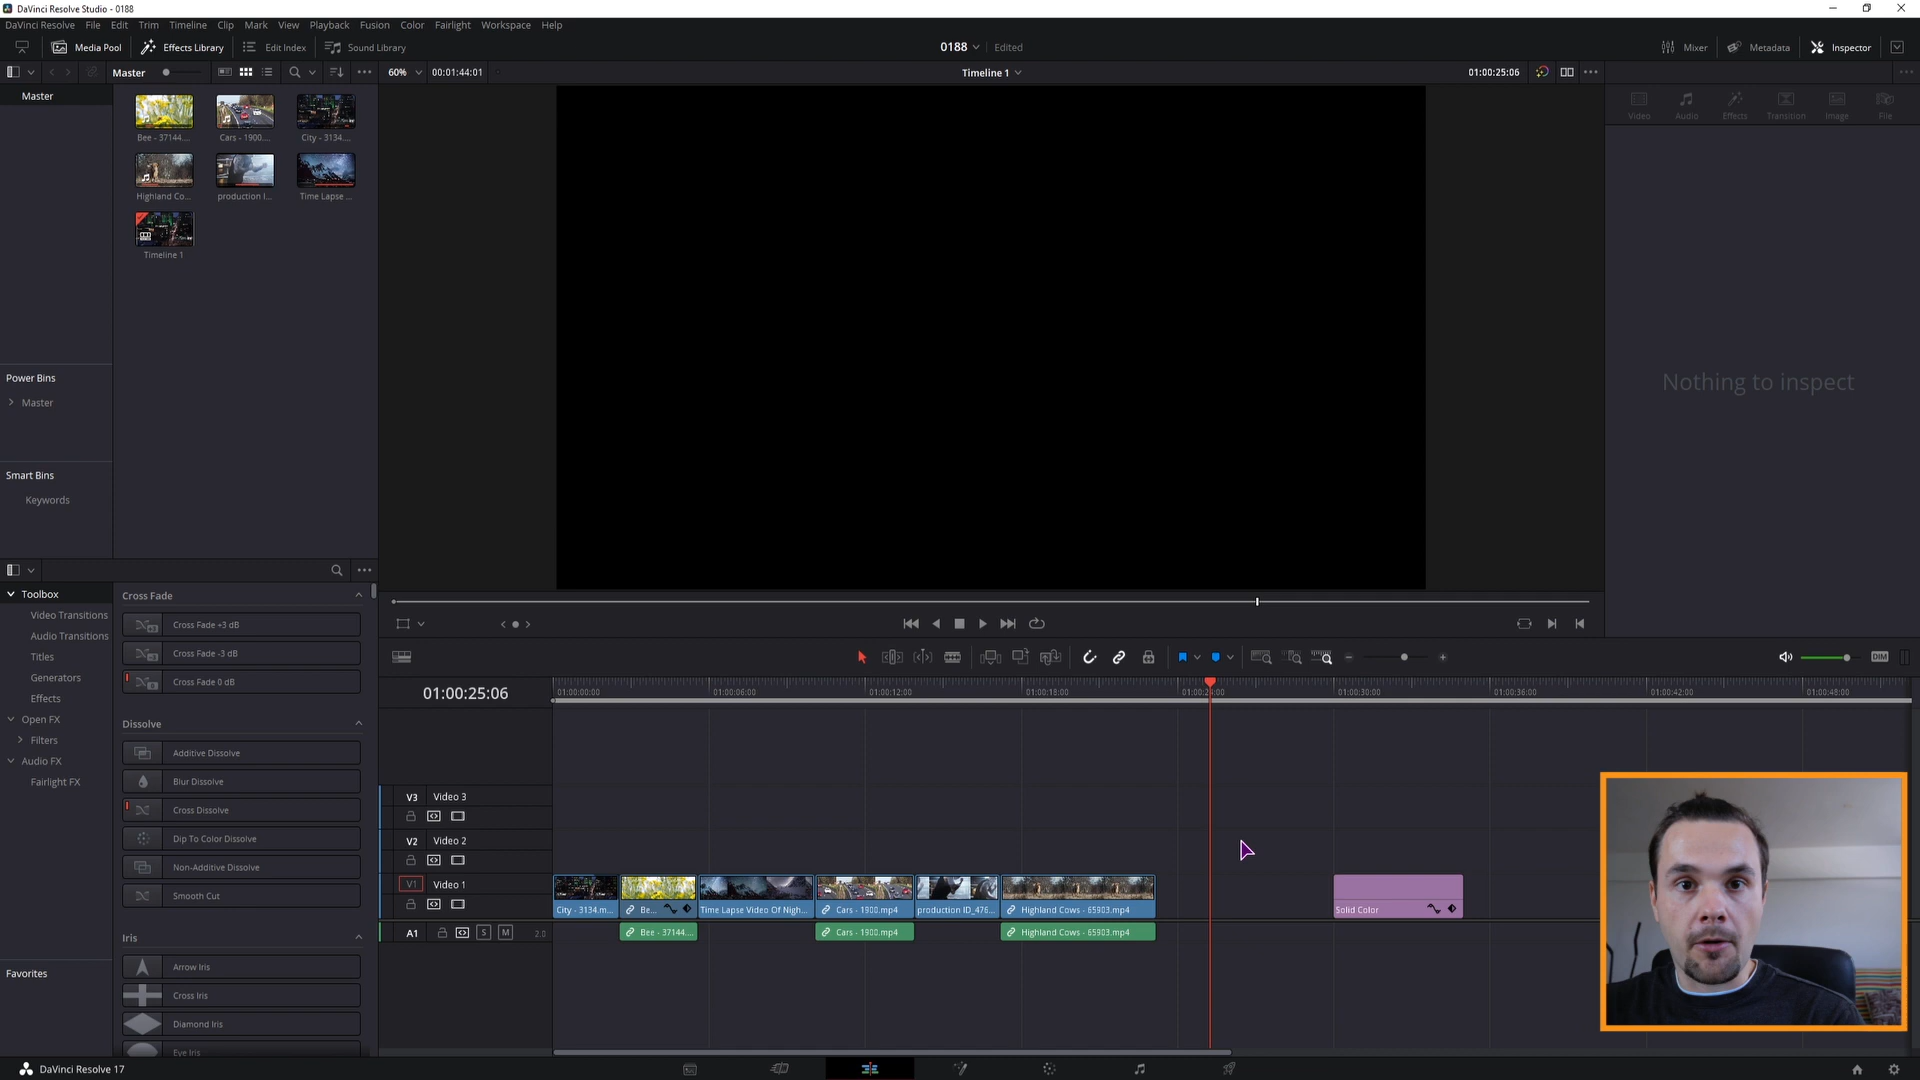 DaVinci Resolve Studio - 0188
DaVinci Resolve File Edit Trim Timeline Clip Mark View Playback Fusion Color Fairlight Workspace Help
Media Pool Effects Library Edit Index Sound Library
0188 Edited
Mixer Metadata Inspector
Master
60% 00:01:44:01
Timeline 1
01:00:25:06
Master
Bee - 37144.... Cars - 1900.... City - 3134....
Highland Co... production I... Time Lapse ...
Timeline 1
Video Audio Effects Transition Image File
Nothing to inspect
Power Bins
Master
Smart Bins
Keywords
Toolbox
Video Transitions
Audio Transitions
Titles
Generators
Effects
Open FX
Filters
Audio FX
Fairlight FX
Favorites
Cross Fade
Cross Fade +3 dB
Cross Fade -3 dB
Cross Fade 0 dB
Dissolve
Additive Dissolve
Blur Dissolve
Cross Dissolve
Dip To Color Dissolve
Non-Additive Dissolve
Smooth Cut
Iris
Arrow Iris
Cross Iris
Diamond Iris
Eye Iris
DIM
01:00:25:06
01:00:00:00 01:00:06:00 01:00:12:00 01:00:18:00 01:00:24:00 01:00:30:00 01:00:36:00 01:00:42:00 01:00:48:00
V3 Video 3
V2 Video 2
V1 Video 1
City - 3134.m... Be... Time Lapse Video Of Nigh... Cars - 1900.mp4 production ID_476... Highland Cows - 65903.mp4 Solid Color
A1 S M 2.0
Bee - 37144.... Cars - 1900.mp4 Highland Cows - 65903.mp4
DaVinci Resolve 17